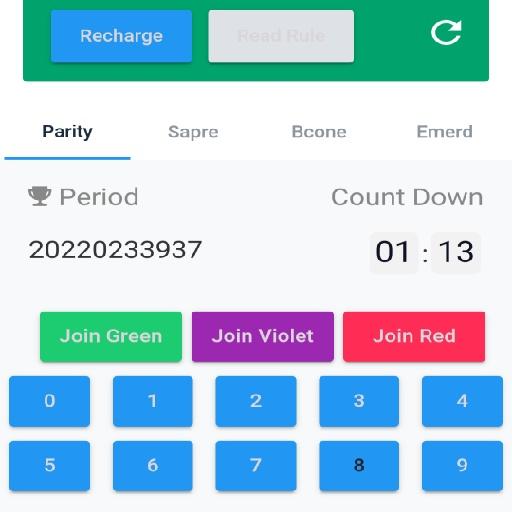 Recharge Read Rule
Parity Sapre Bcone Emerd
Period Count Down
20220233937 01 : 13
Join Green Join Violet Join Red
0 1 2 3 4
5 6 7 8 9